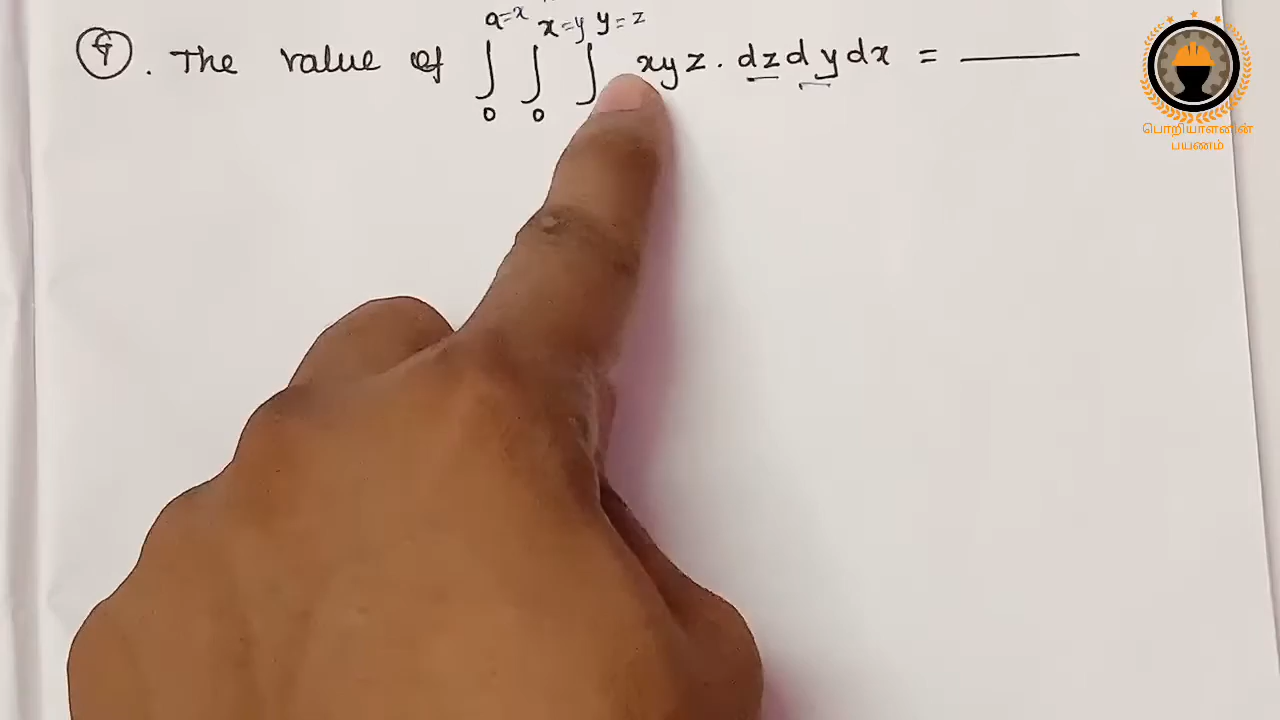 a=x x=y y=z
⑨. The value of ∫ ∫ ∫ xyz. dz dy dx = ______
0 0
பொறியாளனின்
பயணம்